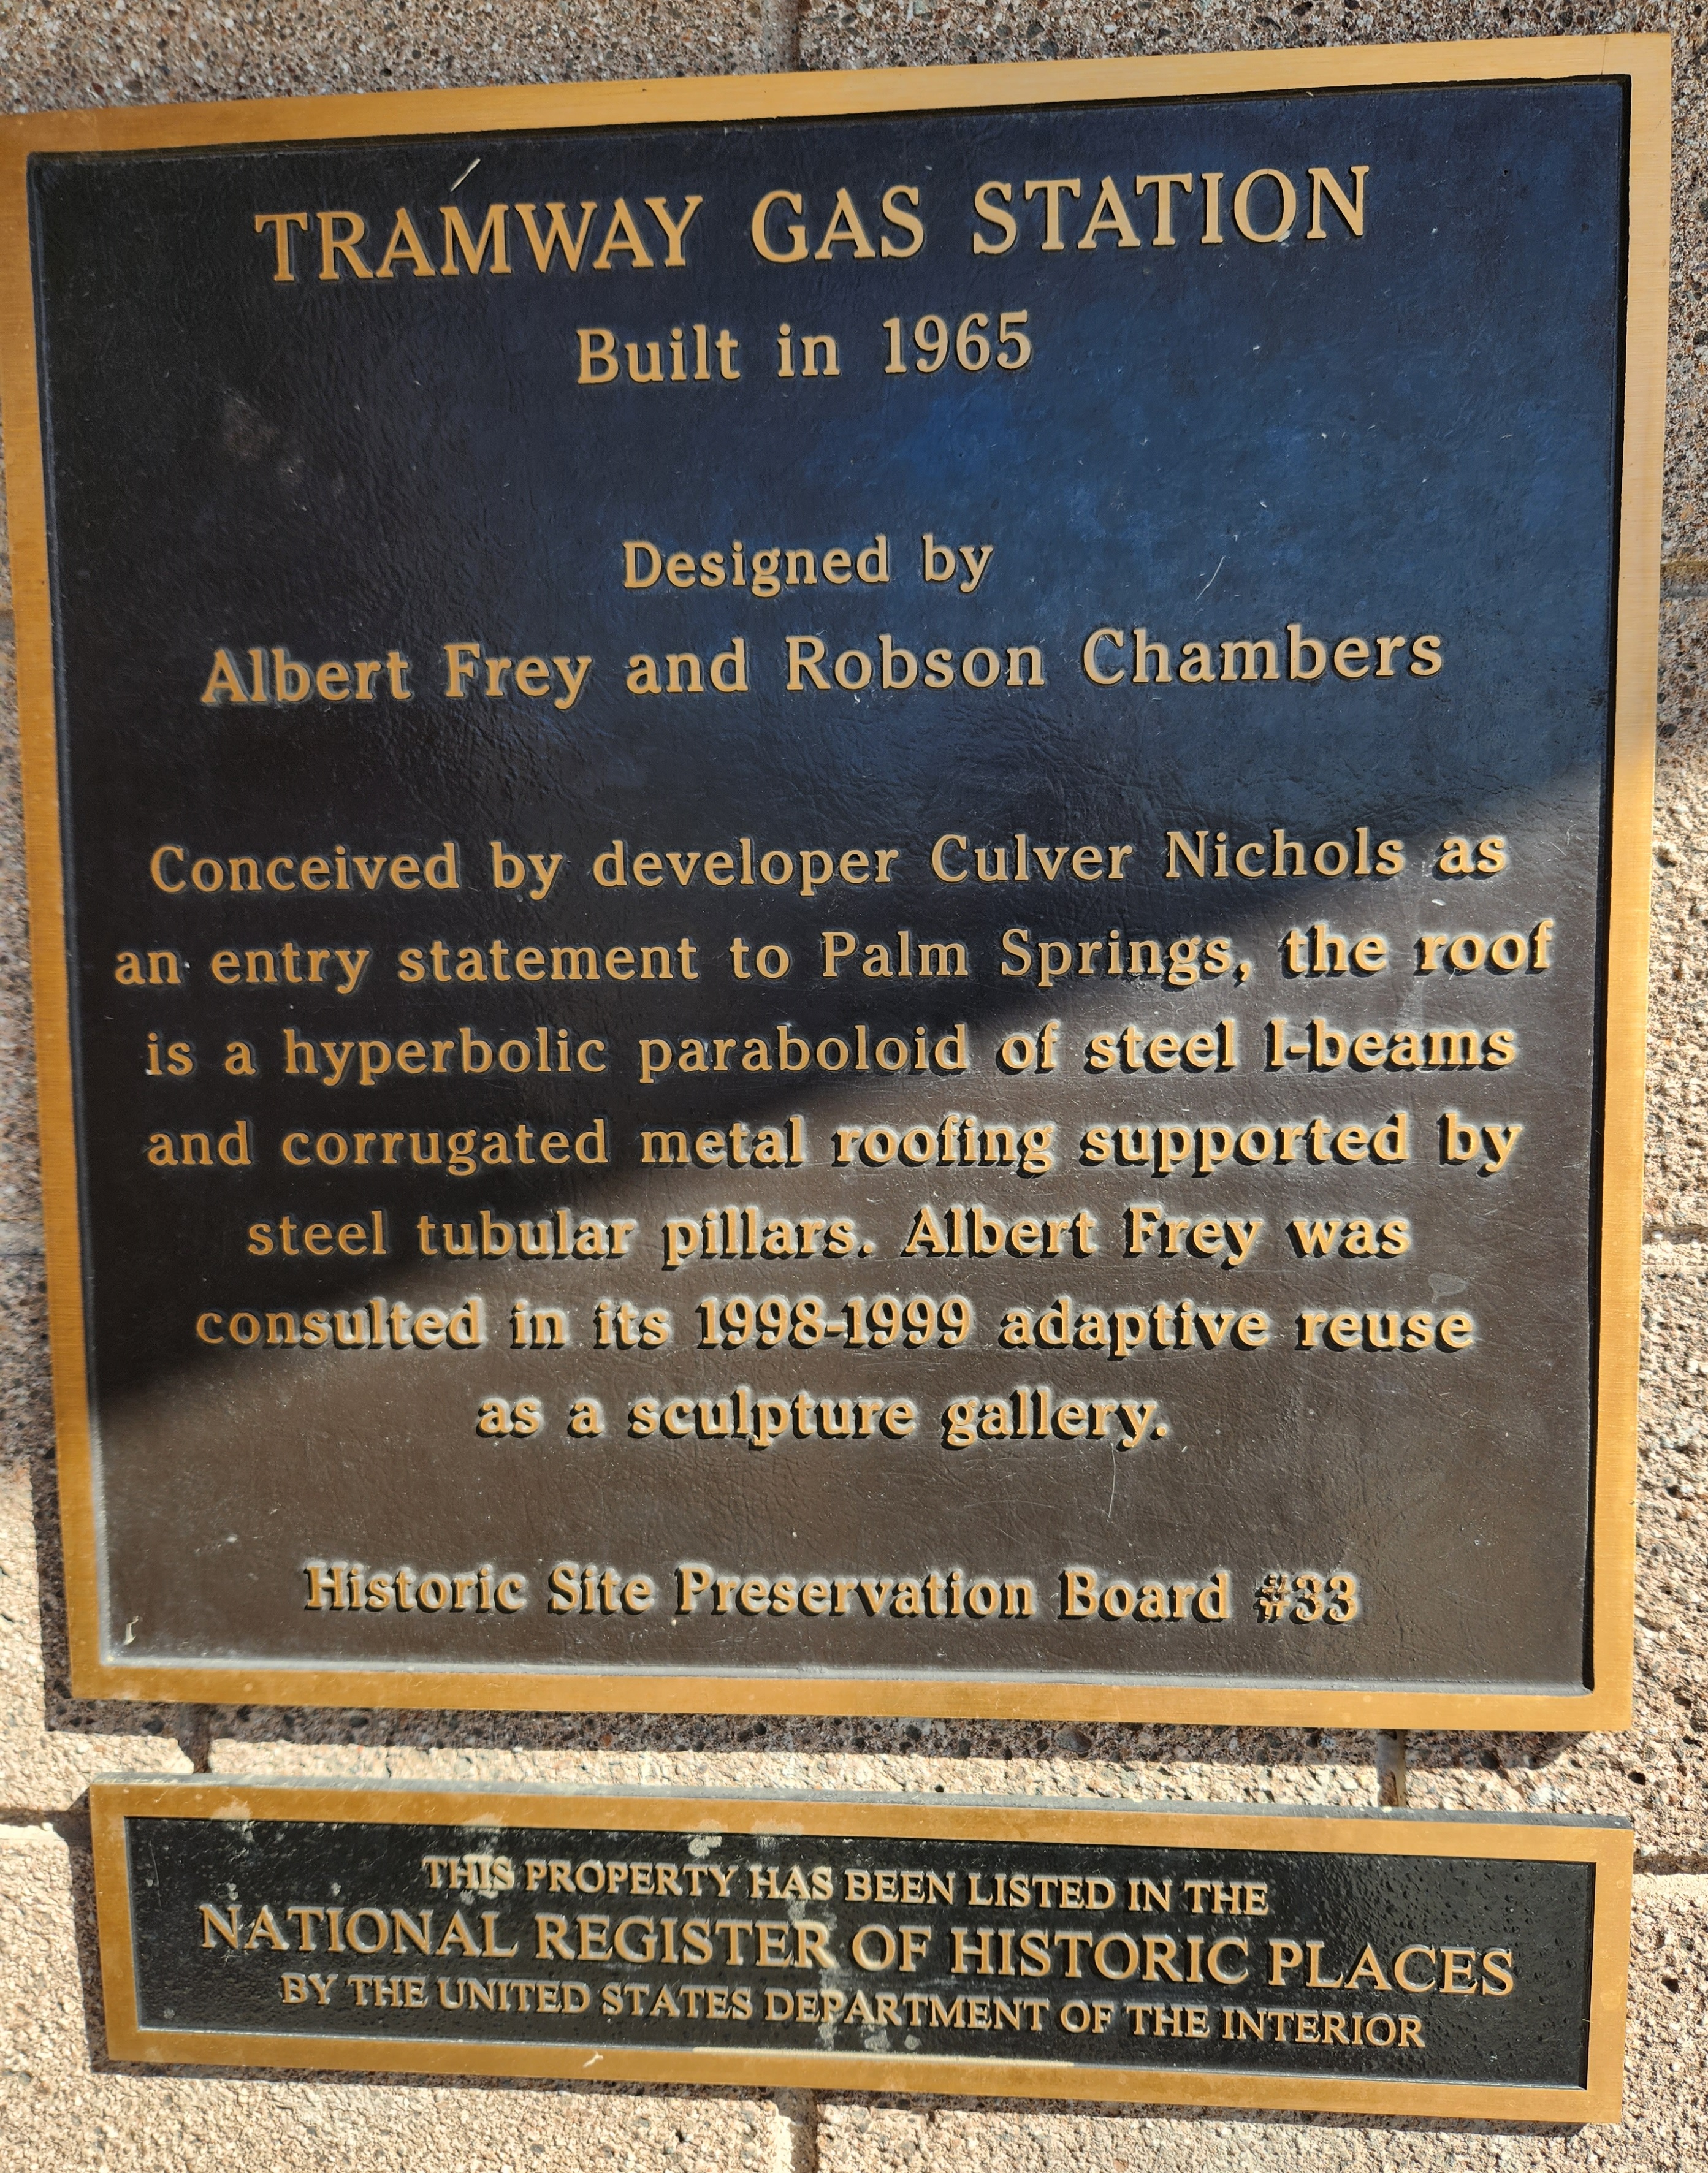 TRAMWAY GAS STATION
Built in 1965
Designed by
Albert Frey and Robson Chambers
Conceived by developer Culver Nichols as
an entry statement to Palm Springs, the roof
is a hyperbolic paraboloid of steel I-beams
and corrugated metal roofing supported by
steel tubular pillars. Albert Frey was
consulted in its 1998-1999 adaptive reuse
as a sculpture gallery.
Historic Site Preservation Board #33
THIS PROPERTY HAS BEEN LISTED IN THE
NATIONAL REGISTER OF HISTORIC PLACES
BY THE UNITED STATES DEPARTMENT OF THE INTERIOR